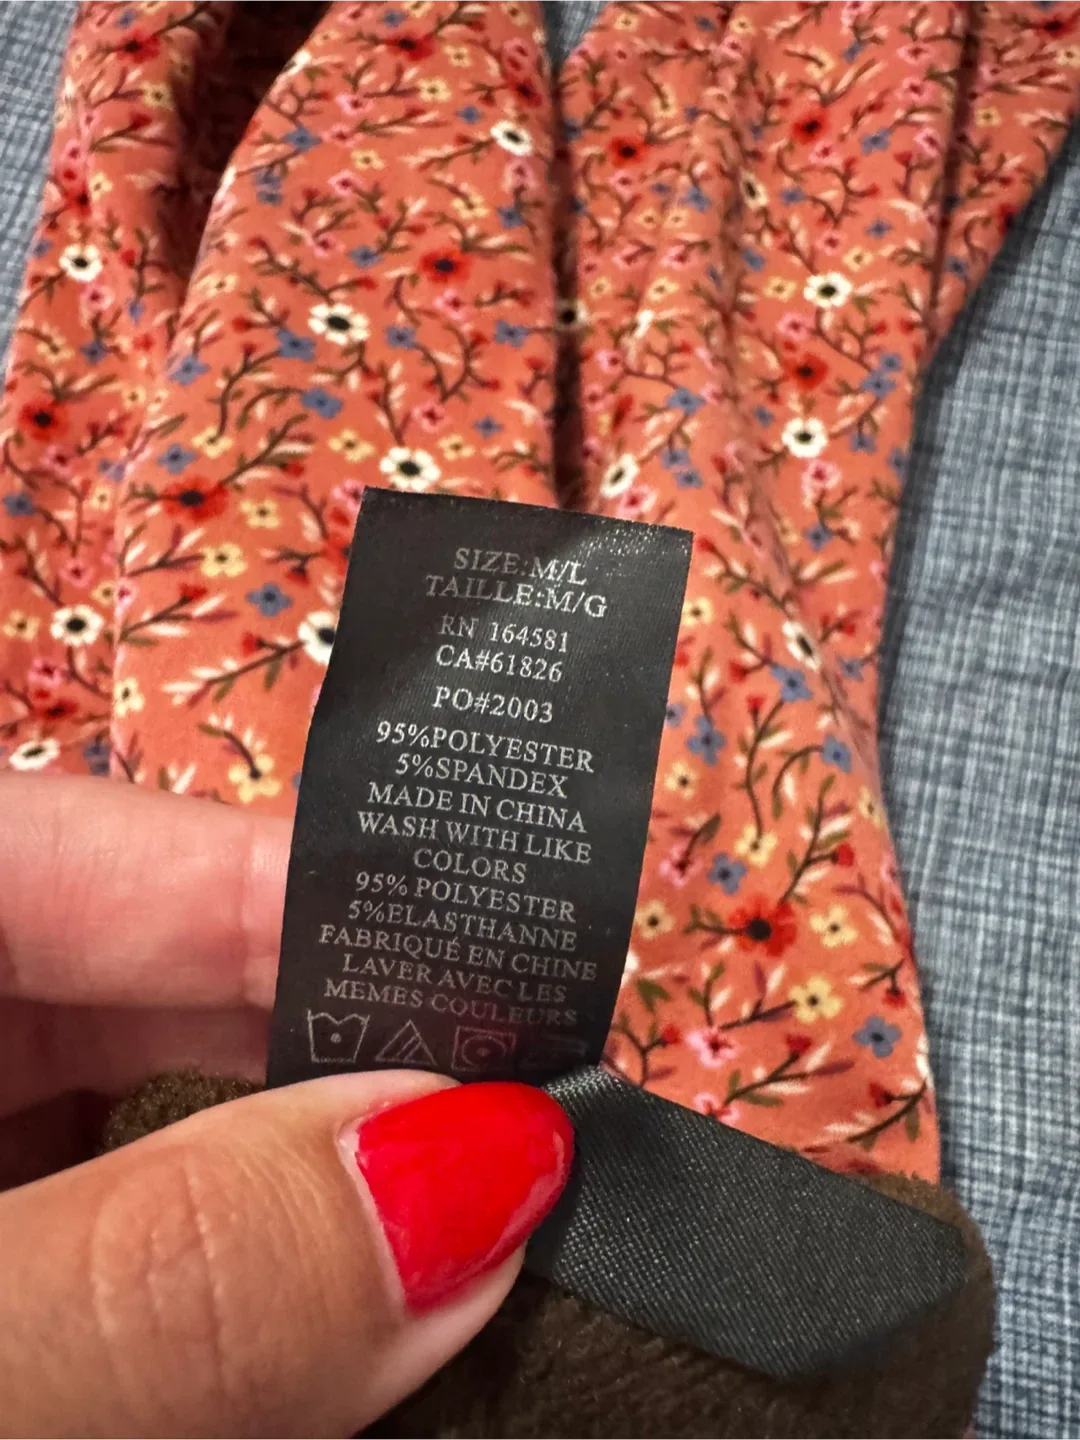 SIZE:M/L
TAILLE:M/G
RN 164581
CA#61826
PO#2003
95%POLYESTER
5%SPANDEX
MADE IN CHINA
WASH WITH LIKE
COLORS
95% POLYESTER
5%ELASTHANNE
FABRIQUÉ EN CHINE
LAVER AVEC LES
MEMES COULEURS